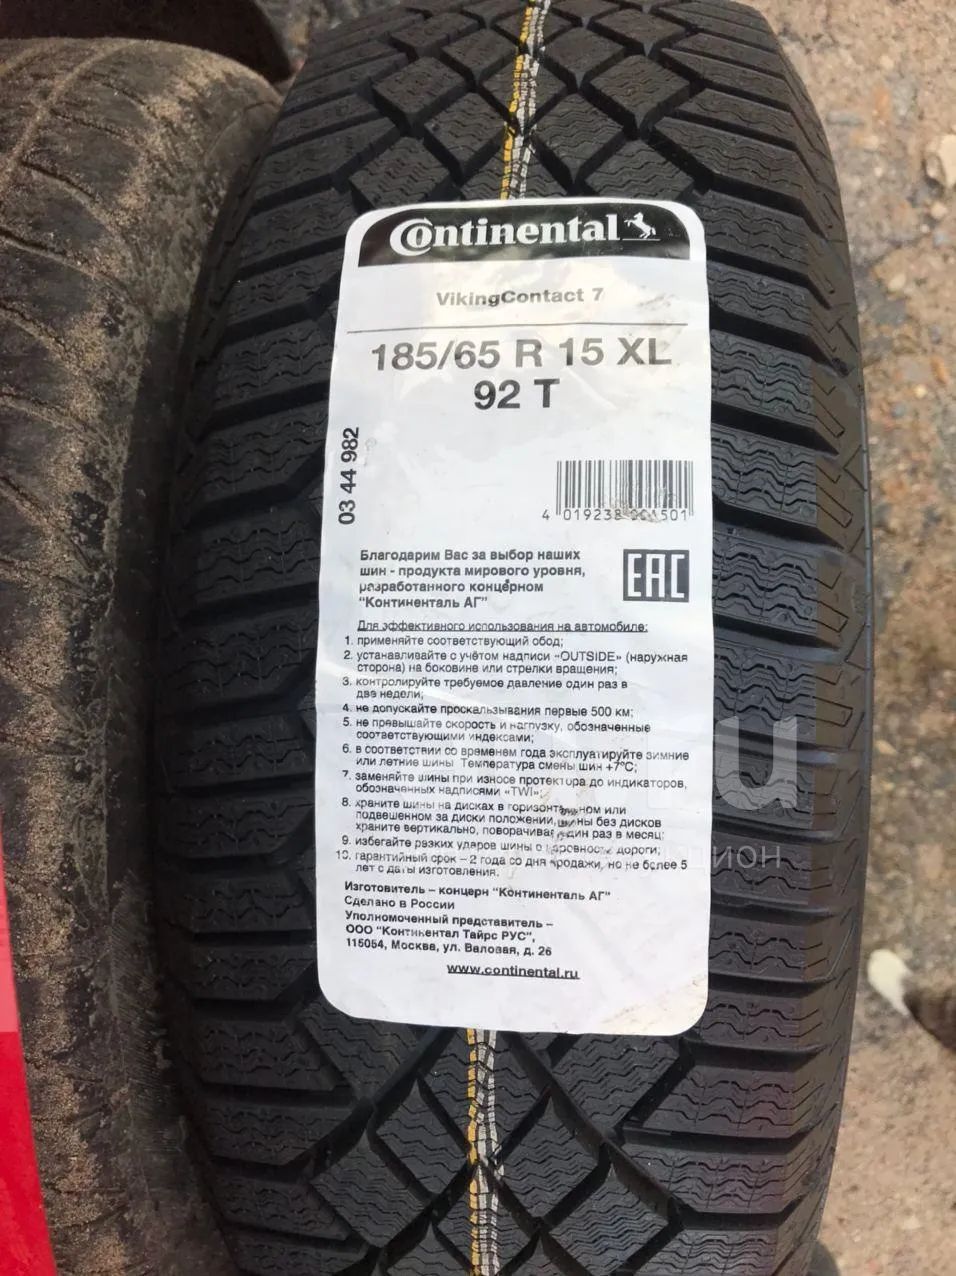 Continental
VikingContact 7
185/65 R 15 XL
92 T
03 44 982
4 019238
Благодарим Вас за выбор наших
шин - продукта мирового уровня,
разработанного концерном
"Континенталь АГ"
EAC
Для эффективного использования на автомобиле:
1. применяйте соответствующий обод;
2. устанавливайте с учётом надписи «OUTSIDE» (наружная
сторона) на боковине или стрелки вращения;
3. контролируйте требуемое давление один раз в
две недели;
4. не допускайте проскальзывания первые 500 км;
5. не превышайте скорость и нагрузку, обозначенные
соответствующими индексами;
6. в соответствии со временем года эксплуатируйте зимние
или летние шины. Температура смены шин +7°C;
7. заменяйте шины при износе протектора до индикаторов,
обозначенных надписями «TWI»;
8. храните шины на дисках в горизонтальном или
подвешенном за диски положении, шины без дисков
храните вертикально, поворачивая один раз в месяц;
9. избегайте резких ударов шины о неровности дороги;
10. гарантийный срок – 2 года со дня продажи, но не более 5
лет с даты изготовления.
Изготовитель – концерн "Континенталь АГ"
Сделано в России
Уполномоченный представитель –
ООО "Континентал Тайрс РУС",
115054, Москва, ул. Валовая, д. 26
www.continental.ru